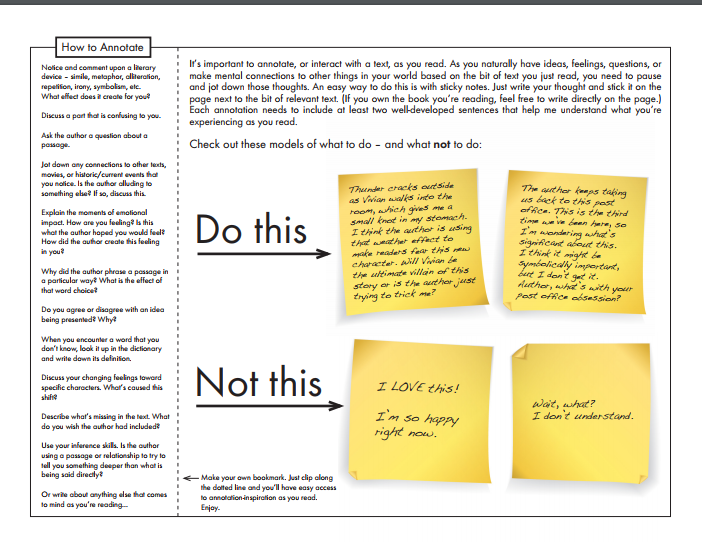 How to Annotate
Notice and comment upon a literary
device – simile, metaphor, alliteration,
repetition, irony, symbolism, etc.
What effect does it create for you?
Discuss a part that is confusing to you.
Ask the author a question about a
passage.
Jot down any connections to other texts,
movies, or historic/current events that
you notice. Is the author alluding to
something else? If so, discuss this.
Explain the moments of emotional
impact. How are you feeling? Is this
what the author hoped you would feel?
How did the author create this feeling
in you?
Why did the author phrase a passage in
a particular way? What is the effect of
that word choice?
Do you agree or disagree with an idea
being presented? Why?
When you encounter a word that you
don't know, look it up in the dictionary
and write down its definition.
Discuss your changing feelings toward
specific characters. What's caused this
shift?
Describe what's missing in the text. What
do you wish the author had included?
Use your inference skills. Is the author
using a passage or relationship to try to
tell you something deeper than what is
being said directly?
Or write about anything else that comes
to mind as you're reading...
It's important to annotate, or interact with a text, as you read. As you naturally have ideas, feelings, questions, or
make mental connections to other things in your world based on the bit of text you just read, you need to pause
and jot down those thoughts. An easy way to do this is with sticky notes. Just write your thought and stick it on the
page next to the bit of relevant text. (If you own the book you're reading, feel free to write directly on the page.)
Each annotation needs to include at least two well-developed sentences that help me understand what you're
experiencing as you read.
Check out these models of what to do – and what not to do:
Do this
Thunder cracks outside
as Vivian walks into the
room, which gives me a
small knot in my stomach.
I think the author is using
that weather effect to
make readers fear this new
character. Will Vivian be
the ultimate villain of this
story or is the author just
trying to trick me?
The author keeps taking
us back to this post
office. This is the third
time we've been here, so
I'm wondering what's
significant about this.
I think it might be
symbolically important,
but I don't get it.
Author, what's with your
post office obsession?
Not this
I LOVE this!
I'm so happy
right now.
Wait, what?
I don't understand.
Make your own bookmark. Just clip along
the dotted line and you'll have easy access
to annotation-inspiration as you read.
Enjoy.